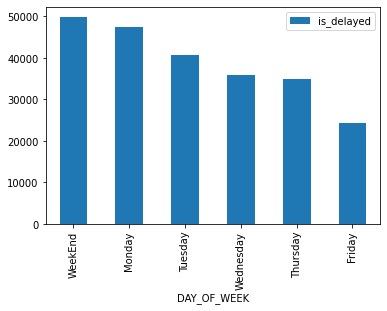 50000
40000
30000
20000
10000
0
is_delayed
WeekEnd
Monday
Tuesday
Wednesday
Thursday
Friday
DAY_OF_WEEK